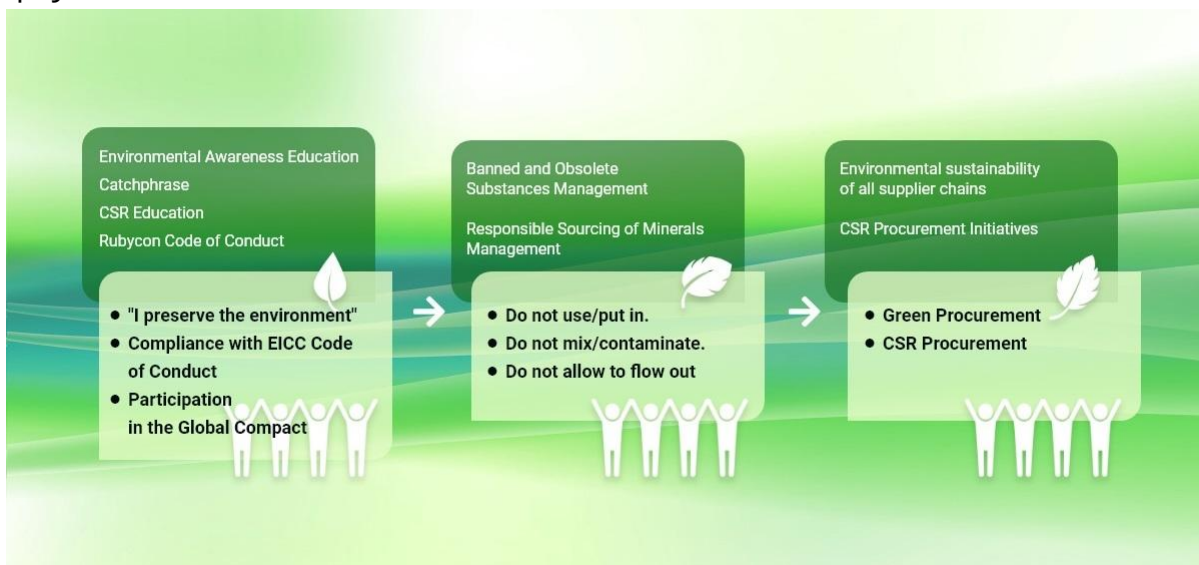 Environmental Awareness Education
Catchphrase
CSR Education
Rubycon Code of Conduct
● "I preserve the environment"
● Compliance with EICC Code
of Conduct
● Participation
in the Global Compact
Banned and Obsolete
Substances Management
Responsible Sourcing of Minerals
Management
● Do not use/put in.
● Do not mix/contaminate.
● Do not allow to flow out
Environmental sustainability
of all supplier chains
CSR Procurement Initiatives
● Green Procurement
● CSR Procurement